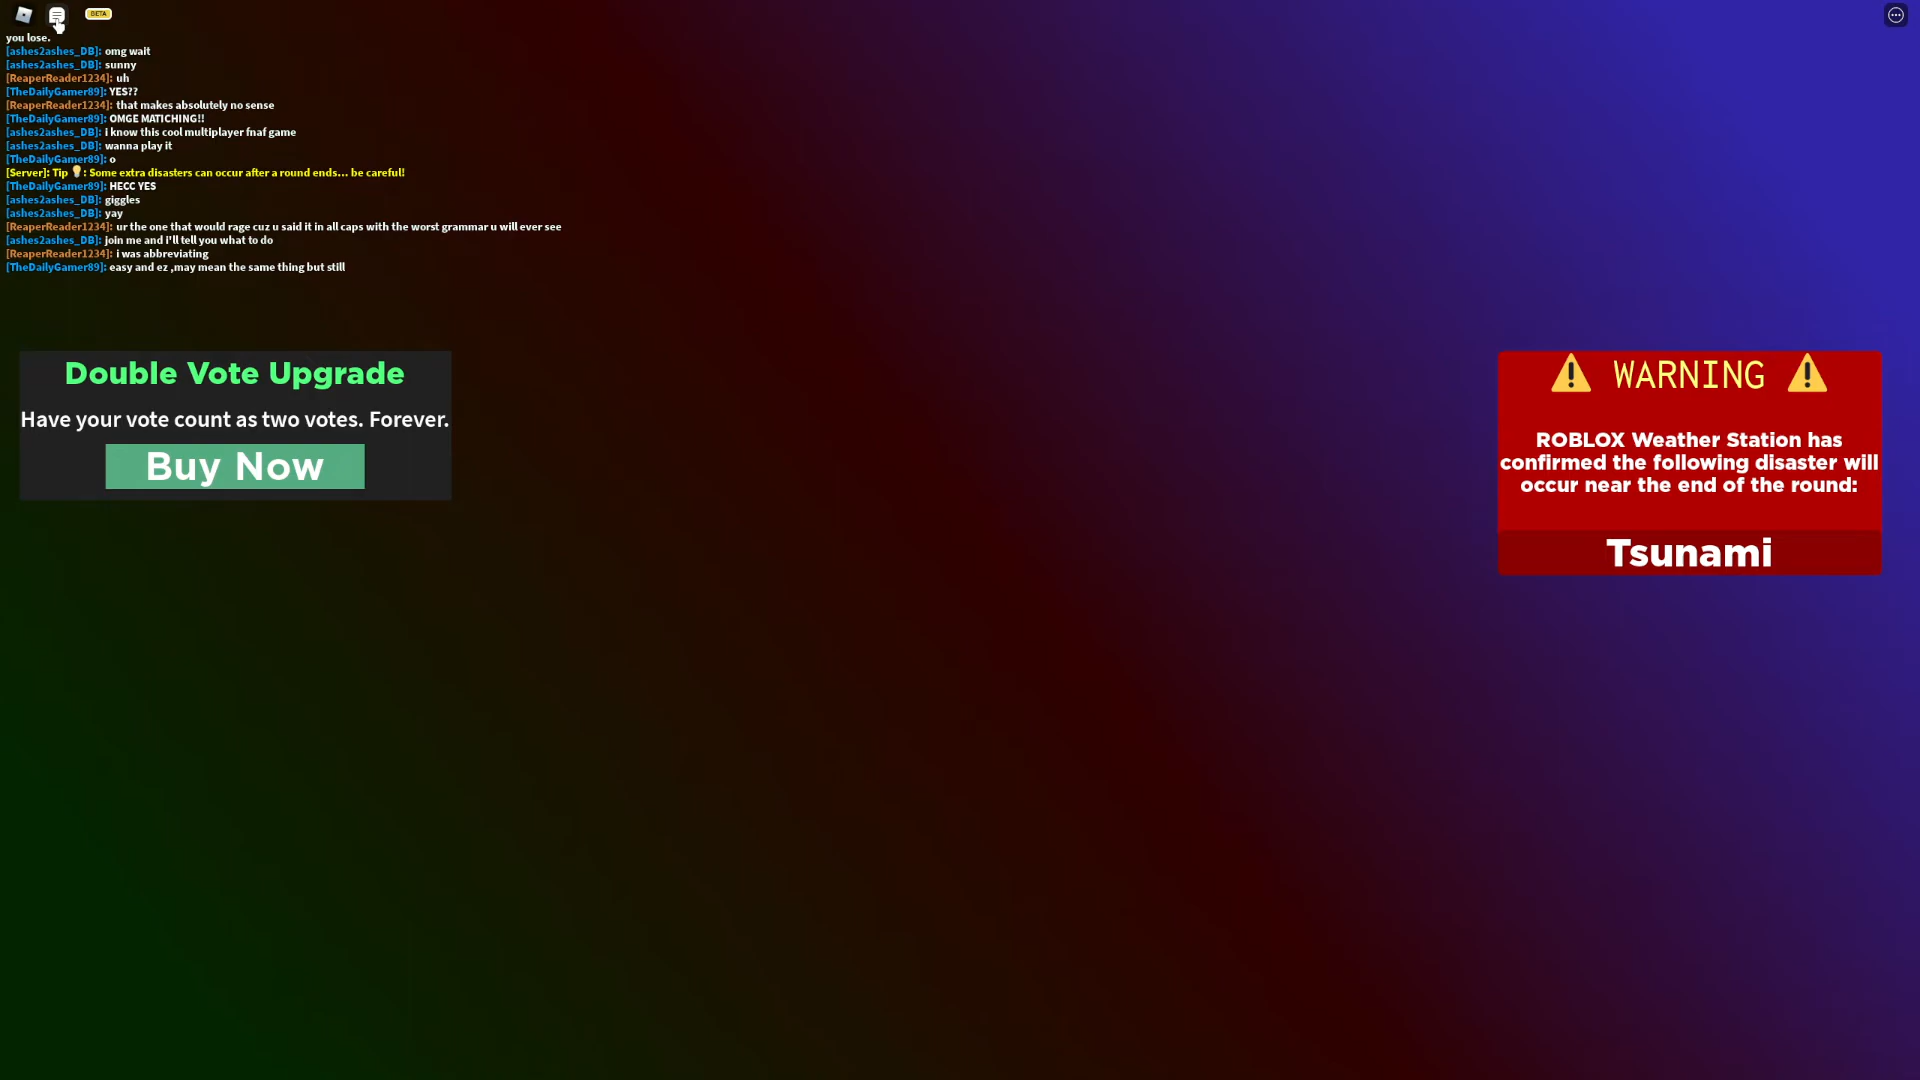 BETA
you lose.
[ashes2ashes_DB]: omg wait
[ashes2ashes_DB]: sunny
[ReaperReader1234]: uh
[TheDailyGamer89]: YES??
[ReaperReader1234]: that makes absolutely no sense
[TheDailyGamer89]: OMGE MATICHING!!
[ashes2ashes_DB]: i know this cool multiplayer fnaf game
[ashes2ashes_DB]: wanna play it
[TheDailyGamer89]: o
[Server]: Tip 💡: Some extra disasters can occur after a round ends... be careful!
[TheDailyGamer89]: HECC YES
[ashes2ashes_DB]: giggles
[ashes2ashes_DB]: yay
[ReaperReader1234]: ur the one that would rage cuz u said it in all caps with the worst grammar u will ever see
[ashes2ashes_DB]: join me and i'll tell you what to do
[ReaperReader1234]: i was abbreviating
[TheDailyGamer89]: easy and ez ,may mean the same thing but still
Double Vote Upgrade
Have your vote count as two votes. Forever.
Buy Now
⚠️ WARNING ⚠️
ROBLOX Weather Station has
confirmed the following disaster will
occur near the end of the round:
Tsunami